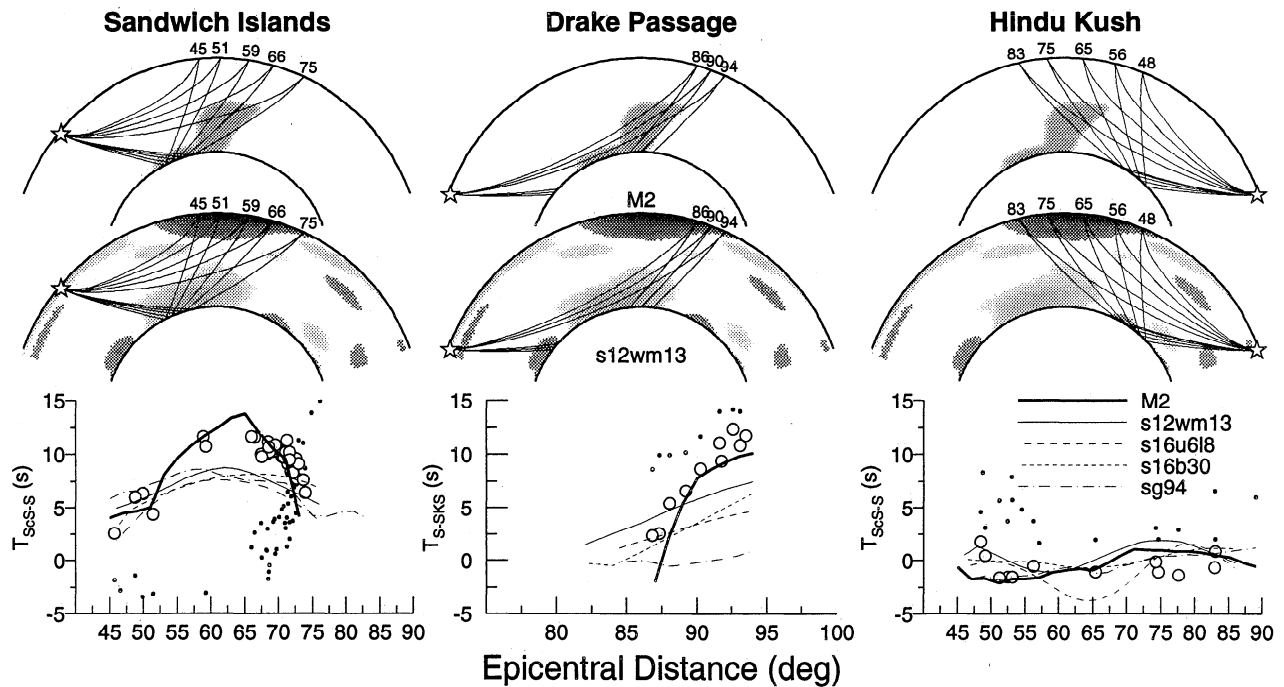 Sandwich Islands
Drake Passage
Hindu Kush
45 51 59 66 75
86 90 94
83 75 65 56 48
M2
45 51 59 66 75
86 90 94
83 75 65 56 48
s12wm13
15
10
5
0
-5
TScS-S (s)
45 50 55 60 65 70 75 80 85 90
15
10
5
0
-5
TS-SKS (s)
80 85 90 95 100
15
10
5
0
-5
TScS-S (s)
45 50 55 60 65 70 75 80 85 90
M2
s12wm13
s16u6l8
s16b30
sg94
Epicentral Distance (deg)